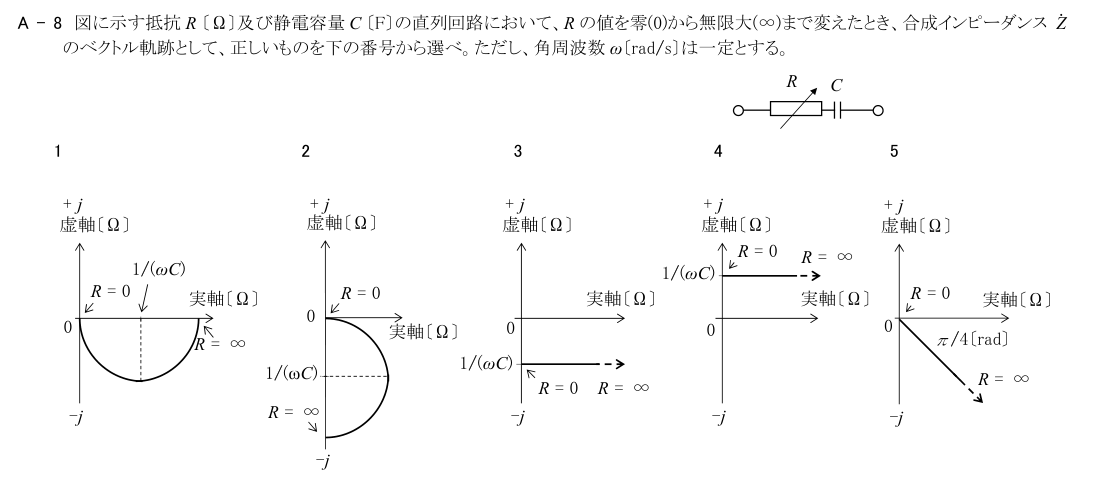 A － 8 図に示す抵抗 R〔Ω〕及び静電容量 C〔F〕の直列回路において、R の値を零(0)から無限大(∞)まで変えたとき、合成インピーダンス Ż
のベクトル軌跡として、正しいものを下の番号から選べ。ただし、角周波数 ω〔rad/s〕は一定とする。
R C
1
+j
虚軸〔Ω〕
1/(ωC)
R = 0
実軸〔Ω〕
0
R = ∞
−j
2
+j
虚軸〔Ω〕
R = 0
0
実軸〔Ω〕
1/(ωC)
R = ∞
−j
3
+j
虚軸〔Ω〕
実軸〔Ω〕
0
1/(ωC)
R = 0 R = ∞
−j
4
+j
虚軸〔Ω〕
R = 0 R = ∞
1/(ωC)
実軸〔Ω〕
0
−j
5
+j
虚軸〔Ω〕
R = 0
実軸〔Ω〕
0
π/4〔rad〕
R = ∞
−j